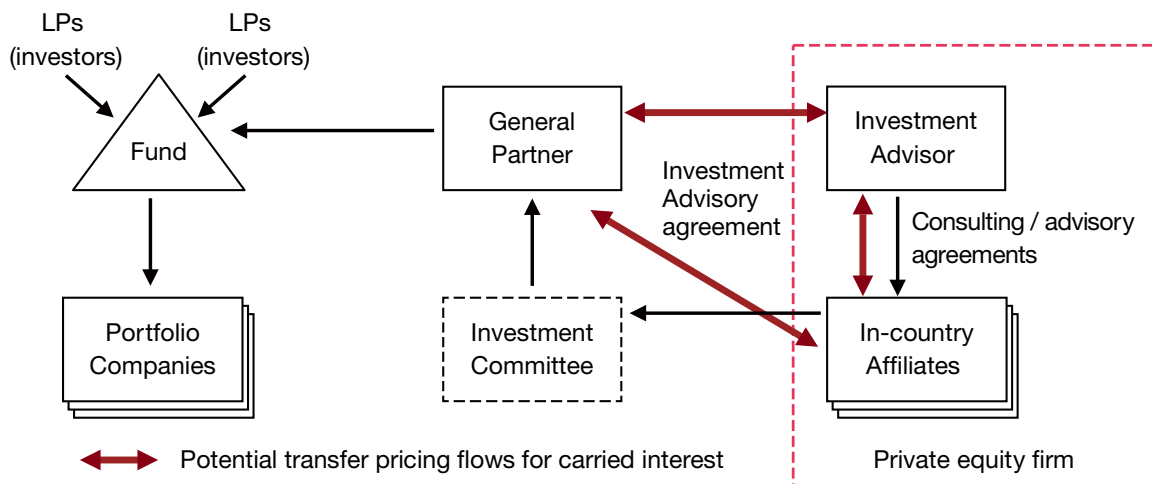 LPs
(investors)
LPs
(investors)
Fund
General
Partner
Investment
Advisor
Investment
Advisory
agreement
Consulting / advisory
agreements
Portfolio
Companies
Investment
Committee
In-country
Affiliates
Potential transfer pricing flows for carried interest
Private equity firm